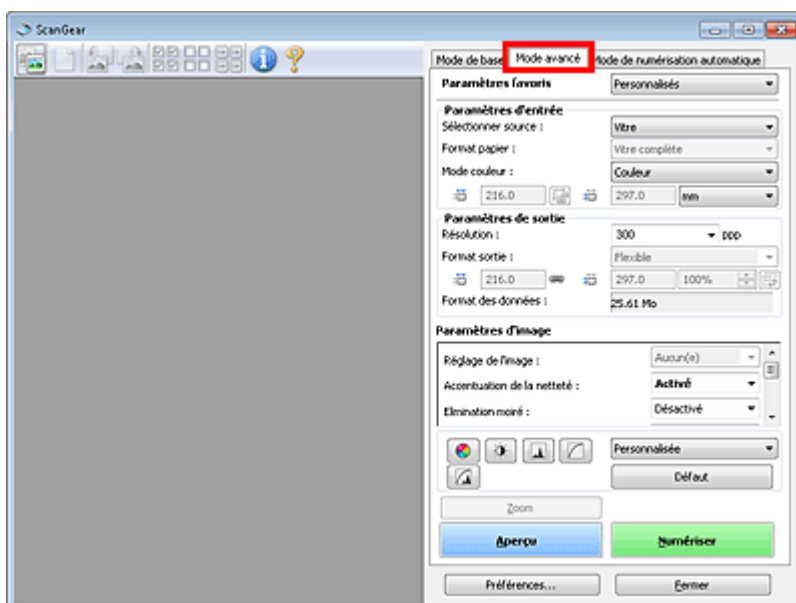 ScanGear
Mode de base Mode avancé Mode de numérisation automatique
Paramètres favoris Personnalisés
Paramètres d'entrée
Sélectionner source : Vitre
Format papier : Vitre complète
Mode couleur : Couleur
216.0 297.0 mm
Paramètres de sortie
Résolution : 300 ppp
Format sortie : Flexible
216.0 297.0 100%
Format des données : 25.61 Mo
Paramètres d'image
Réglage de l'image : Aucun(e)
Accentuation de la netteté : Activé
Elimination moiré : Désactivé
Personnalisée
Défaut
Zoom
Aperçu Numériser
Préférences... Fermer